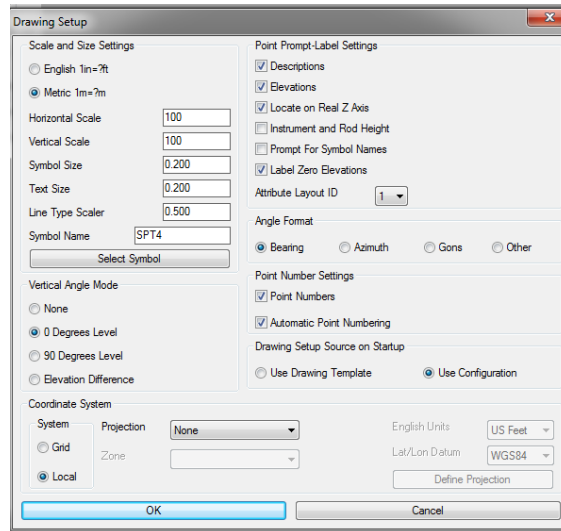 Drawing Setup
Scale and Size Settings
English 1in=?ft
Metric 1m=?m
Horizontal Scale 100
Vertical Scale 100
Symbol Size 0.200
Text Size 0.200
Line Type Scaler 0.500
Symbol Name SPT4
Select Symbol
Vertical Angle Mode
None
0 Degrees Level
90 Degrees Level
Elevation Difference
Point Prompt-Label Settings
Descriptions
Elevations
Locate on Real Z Axis
Instrument and Rod Height
Prompt For Symbol Names
Label Zero Elevations
Attribute Layout ID 1
Angle Format
Bearing Azimuth Gons Other
Point Number Settings
Point Numbers
Automatic Point Numbering
Drawing Setup Source on Startup
Use Drawing Template Use Configuration
Coordinate System
System
Grid
Local
Projection None
Zone
English Units US Feet
Lat/Lon Datum WGS84
Define Projection
OK Cancel